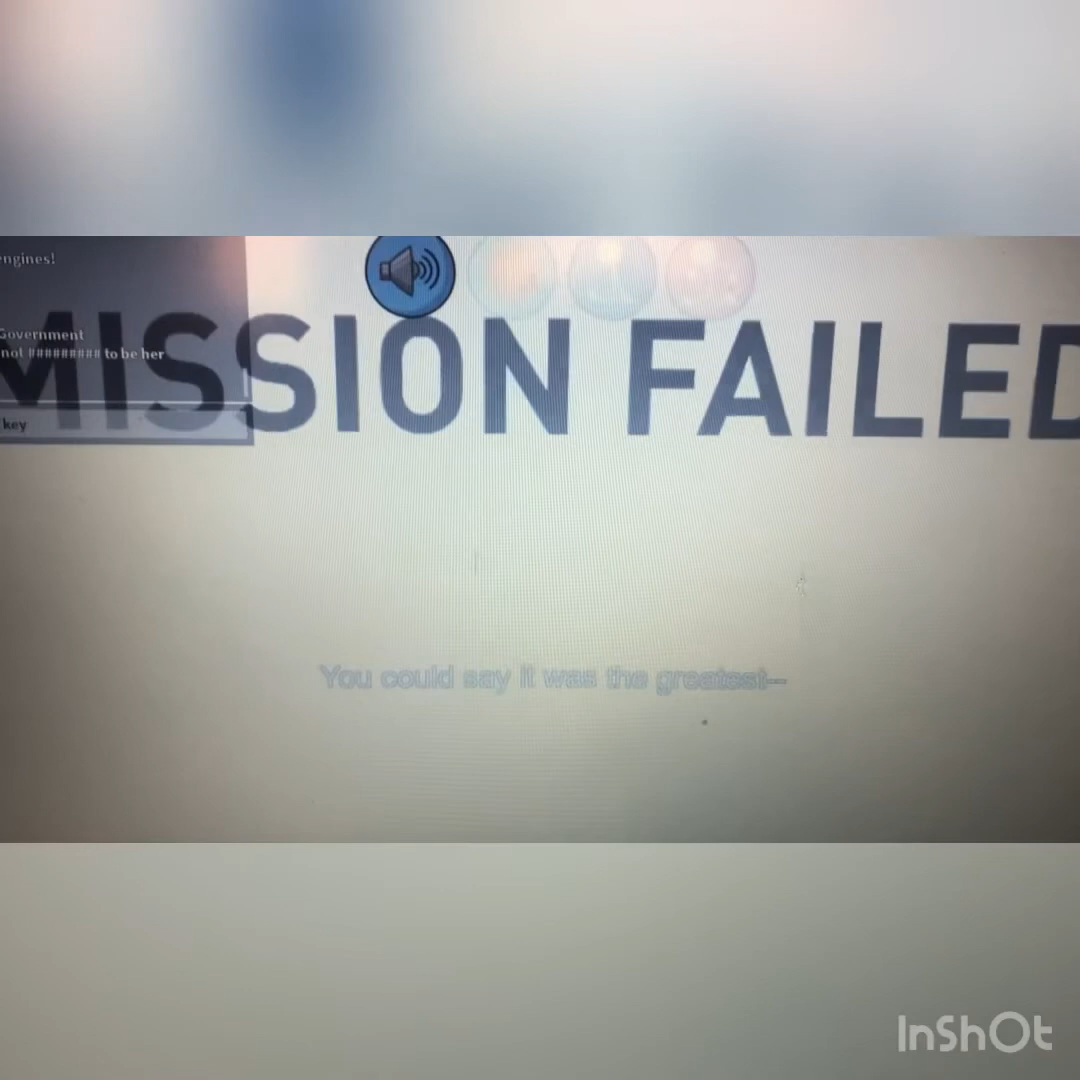 engines!
Government
not ######### to be her
key
MISSION FAILED
You could say it was the greatest—
InShOt